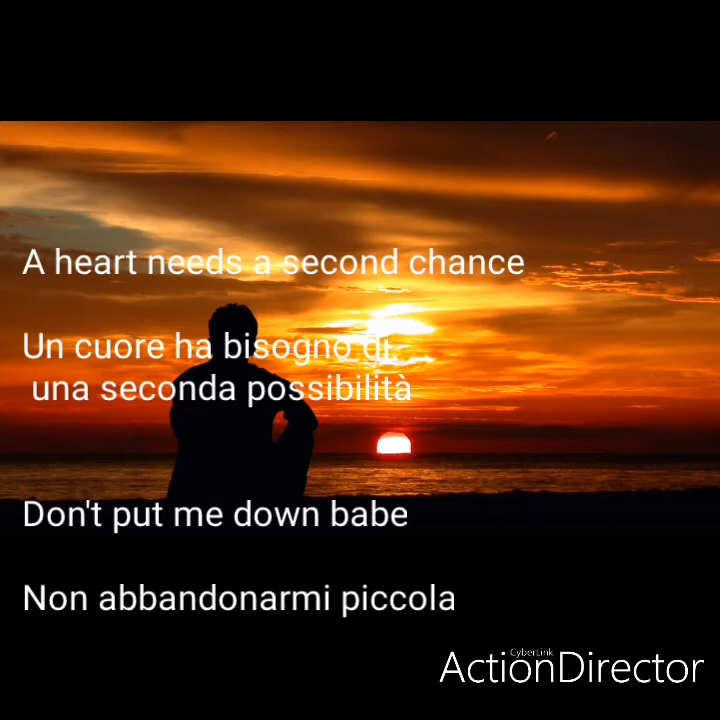 A heart needs a second chance
Un cuore ha bisogno di
una seconda possibilità
Don't put me down babe
Non abbandonarmi piccola
CyberLink
ActionDirector